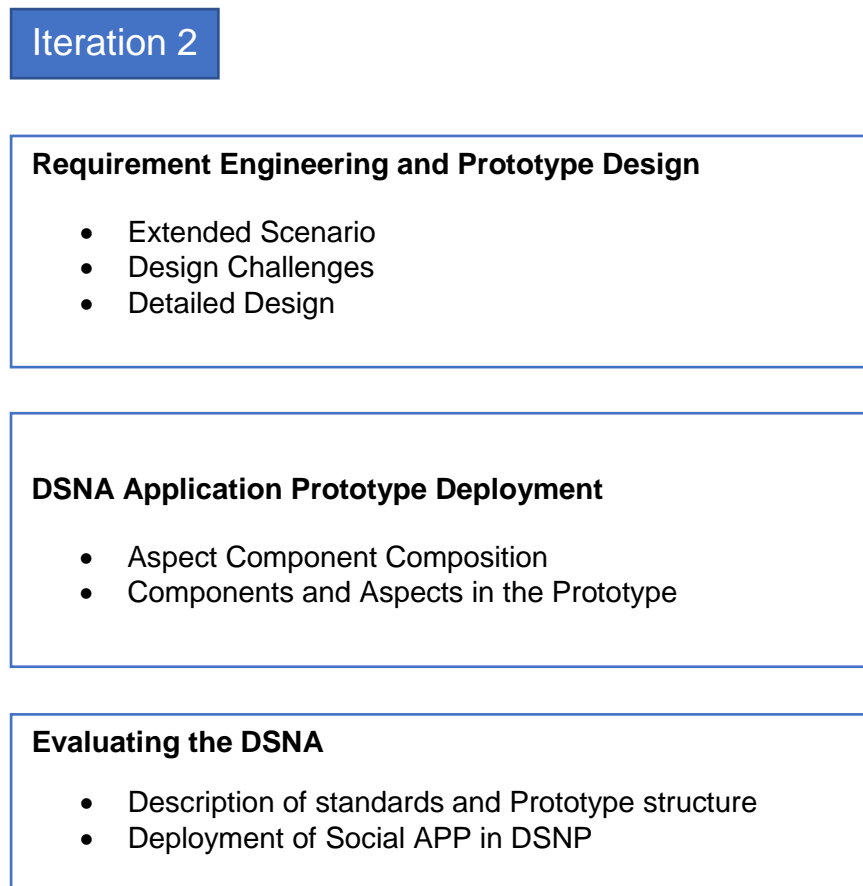 Iteration 2
Requirement Engineering and Prototype Design
• Extended Scenario
• Design Challenges
• Detailed Design
DSNA Application Prototype Deployment
• Aspect Component Composition
• Components and Aspects in the Prototype
Evaluating the DSNA
• Description of standards and Prototype structure
• Deployment of Social APP in DSNP